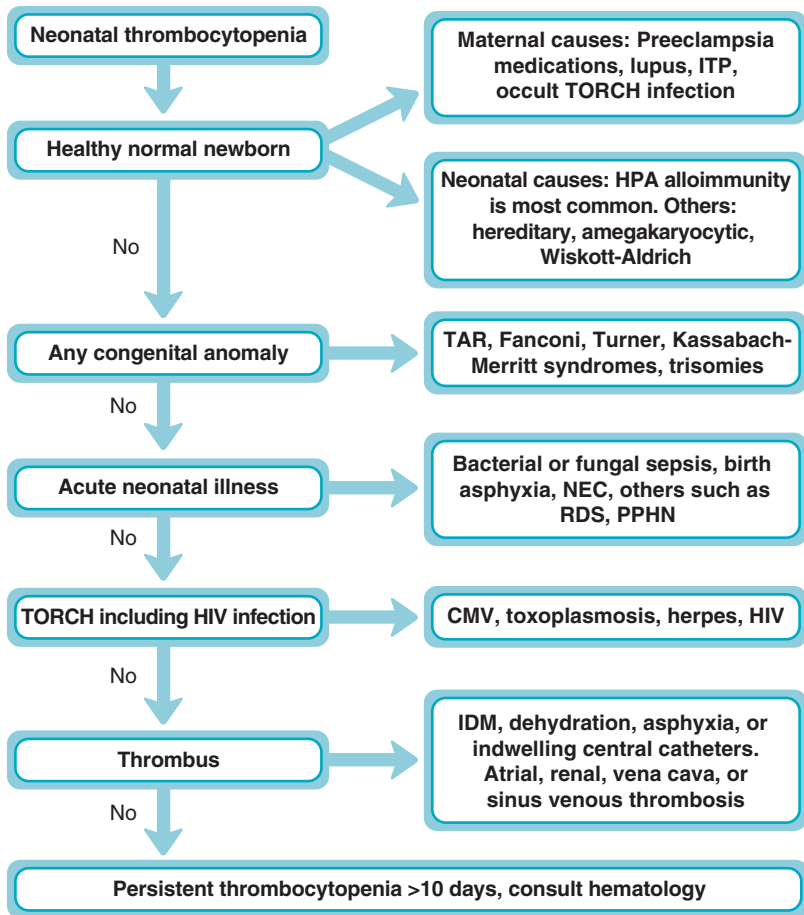 Neonatal thrombocytopenia
Maternal causes: Preeclampsia
medications, lupus, ITP,
occult TORCH infection
Healthy normal newborn
Neonatal causes: HPA alloimmunity
is most common. Others:
hereditary, amegakaryocytic,
Wiskott-Aldrich
No
Any congenital anomaly
TAR, Fanconi, Turner, Kassabach-
Merritt syndromes, trisomies
No
Acute neonatal illness
Bacterial or fungal sepsis, birth
asphyxia, NEC, others such as
RDS, PPHN
No
TORCH including HIV infection
CMV, toxoplasmosis, herpes, HIV
No
Thrombus
IDM, dehydration, asphyxia, or
indwelling central catheters.
Atrial, renal, vena cava, or
sinus venous thrombosis
No
Persistent thrombocytopenia >10 days, consult hematology